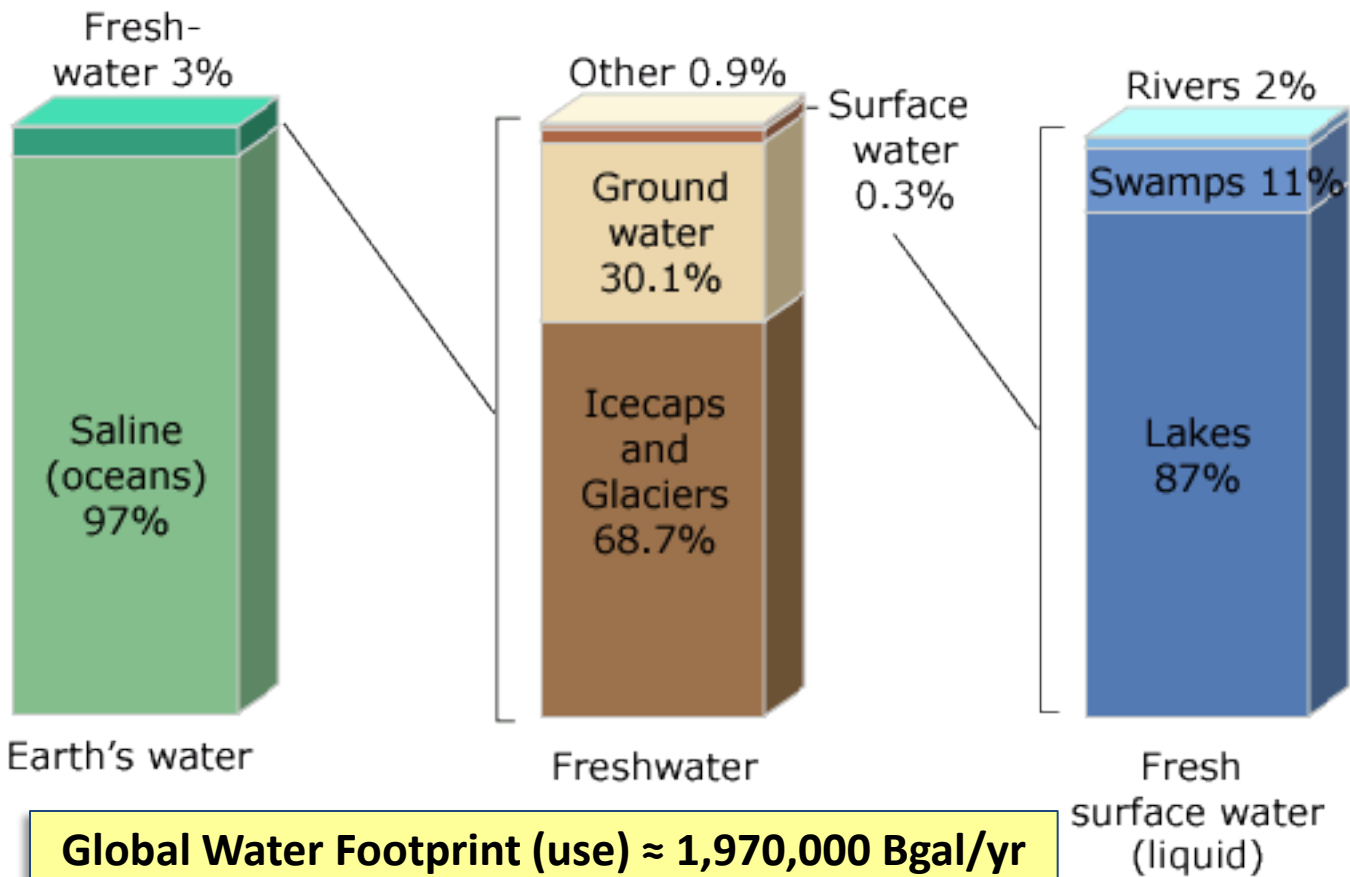 Fresh-
water 3%
Saline
(oceans)
97%
Earth's water
Other 0.9%
Surface
water
0.3%
Ground
water
30.1%
Icecaps
and
Glaciers
68.7%
Freshwater
Rivers 2%
Swamps 11%
Lakes
87%
Fresh
surface water
(liquid)
Global Water Footprint (use) ≈ 1,970,000 Bgal/yr